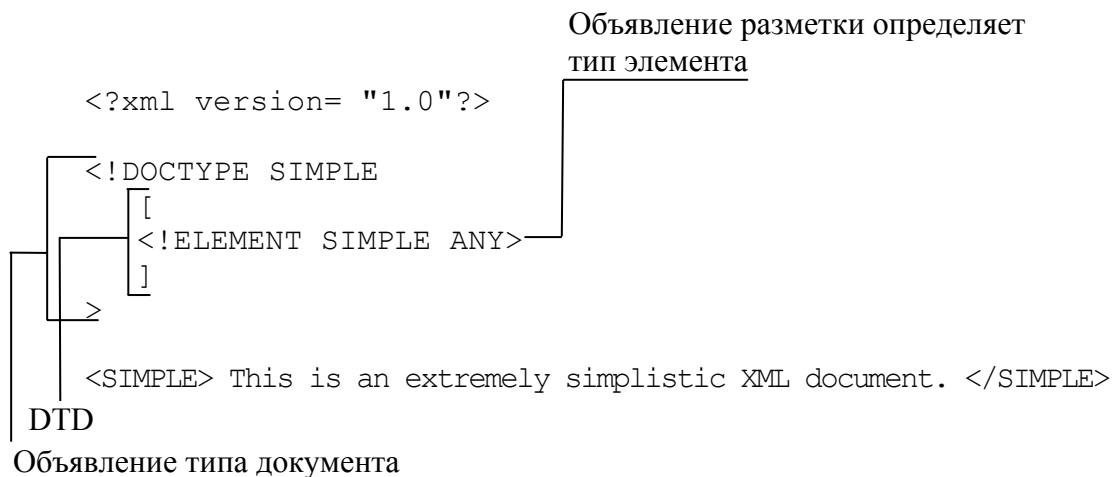 Объявление разметки определяет
тип элемента
<?xml version= "1.0"?>
<!DOCTYPE SIMPLE
[
<!ELEMENT SIMPLE ANY>
]
>
<SIMPLE> This is an extremely simplistic XML document. </SIMPLE>
DTD
Объявление типа документа